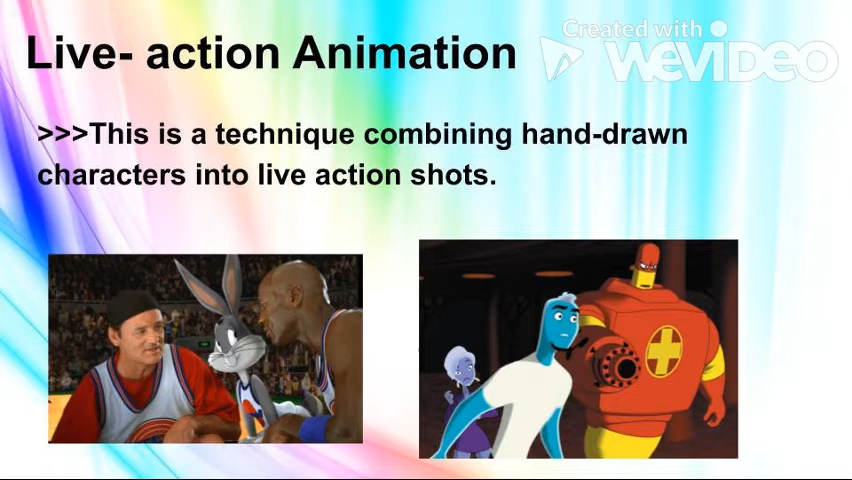 Created with
WEVIDEO
Live- action Animation
>>>This is a technique combining hand-drawn
characters into live action shots.